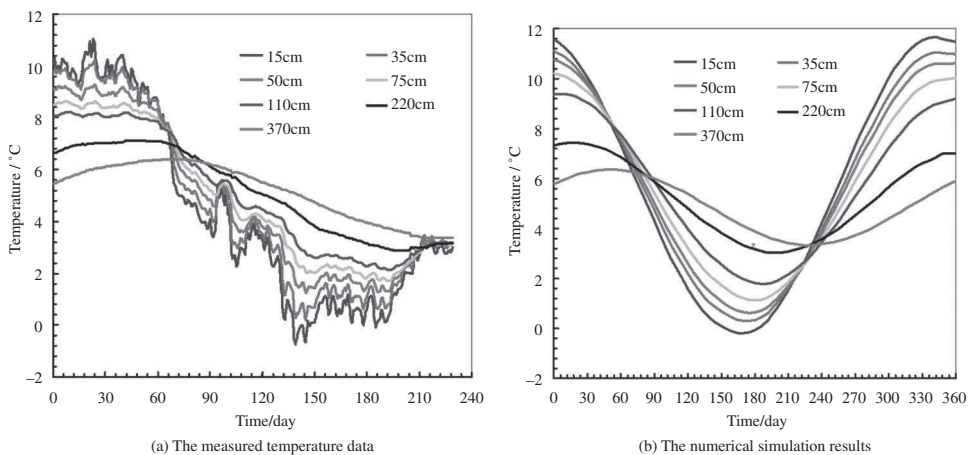 12
10
8
6
4
2
0
–2
Temperature / °C
15cm 35cm
50cm 75cm
110cm 220cm
370cm
0 30 60 90 120 150 180 210 240
Time/day
(a) The measured temperature data
12
10
8
6
4
2
0
–2
Temperature / °C
15cm 35cm
50cm 75cm
110cm 220cm
370cm
0 30 60 90 120 150 180 210 240 270 300 330 360
Time/day
(b) The numerical simulation results